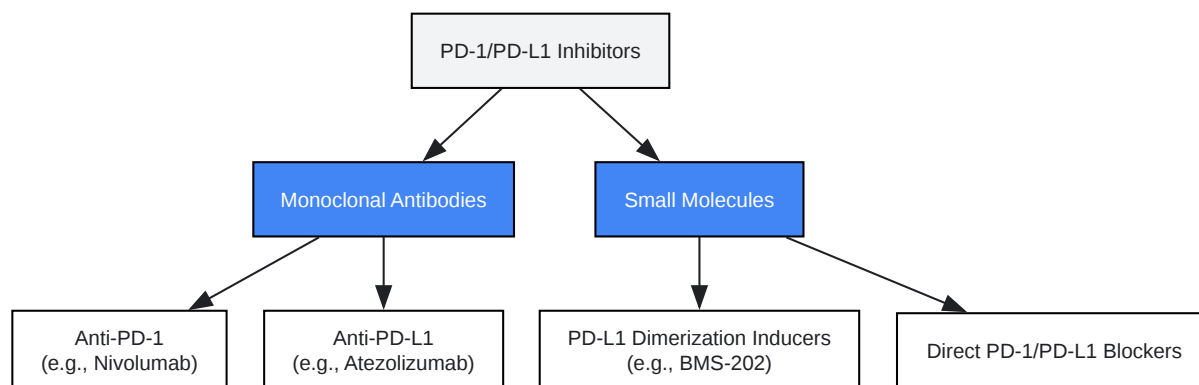 PD-1/PD-L1 Inhibitors
Monoclonal Antibodies
Small Molecules
Anti-PD-1
(e.g., Nivolumab)
Anti-PD-L1
(e.g., Atezolizumab)
PD-L1 Dimerization Inducers
(e.g., BMS-202)
Direct PD-1/PD-L1 Blockers